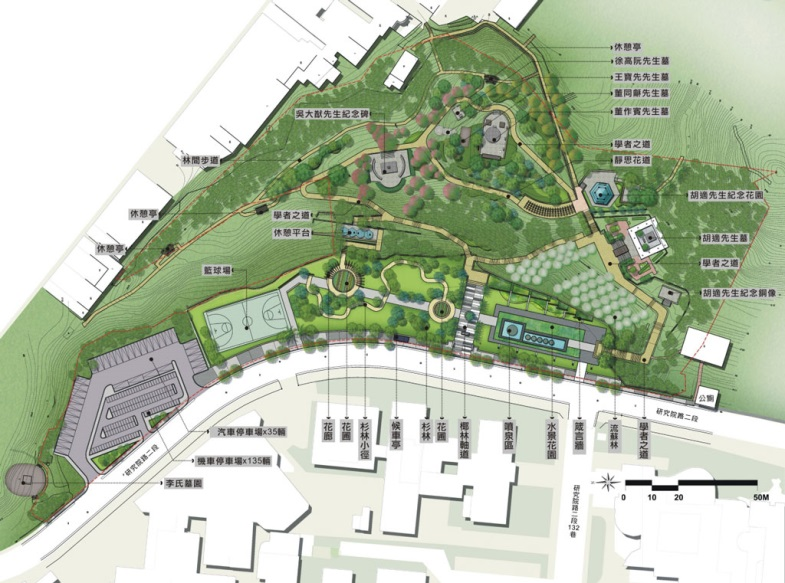 休憩亭
徐高阮先生墓
王寶先先生墓
董同龢先生墓
董作賓先生墓
吳大猷先生紀念碑
學者之道
靜思花道
林間步道
胡適先生紀念花園
休憩亭
學者之道
休憩平台
胡適先生墓
休憩亭
學者之道
籃球場
胡適先生紀念銅像
公廁
研究院路二段
花廊
花圃
杉林小徑
候車亭
杉林
花圃
椰林軸道
噴泉區
水景花園
箴言牆
流蘇林
學者之道
汽車停車場x35輛
機車停車場x135輛
研究院路二段
李氏墓園
研究院路二段132巷
0 10 20 50M